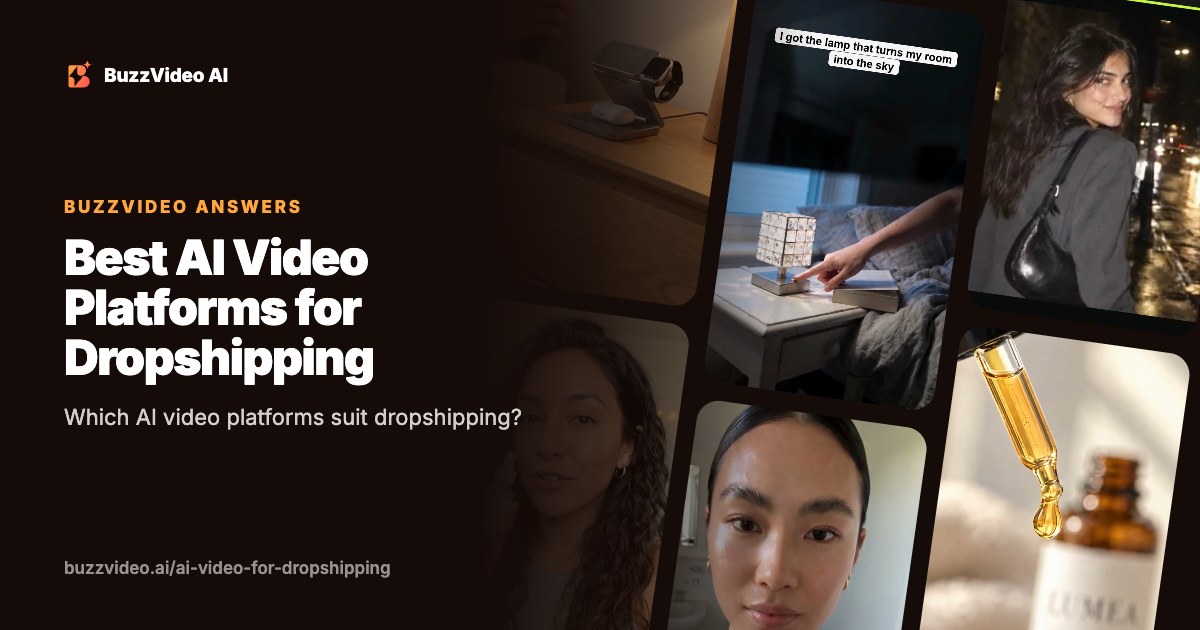 BuzzVideo AI
BUZZVIDEO ANSWERS
Best AI Video
Platforms for
Dropshipping
Which AI video platforms suit dropshipping?
buzzvideo.ai/ai-video-for-dropshipping
I got the lamp that turns my room
into the sky
LUMEA